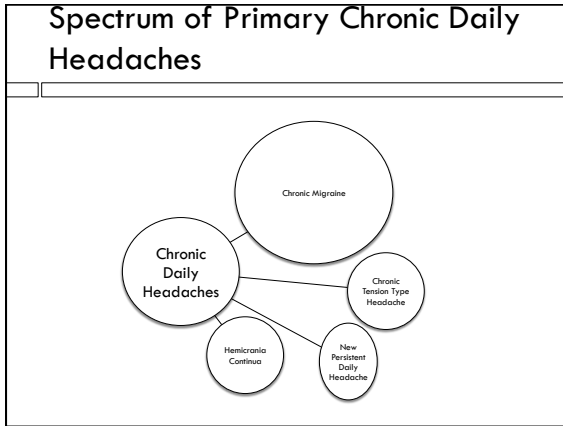 Spectrum of Primary Chronic Daily
Headaches
Chronic Migraine
Chronic
Daily
Headaches
Chronic
Tension Type
Headache
Hemicrania
Continua
New
Persistent
Daily
Headache